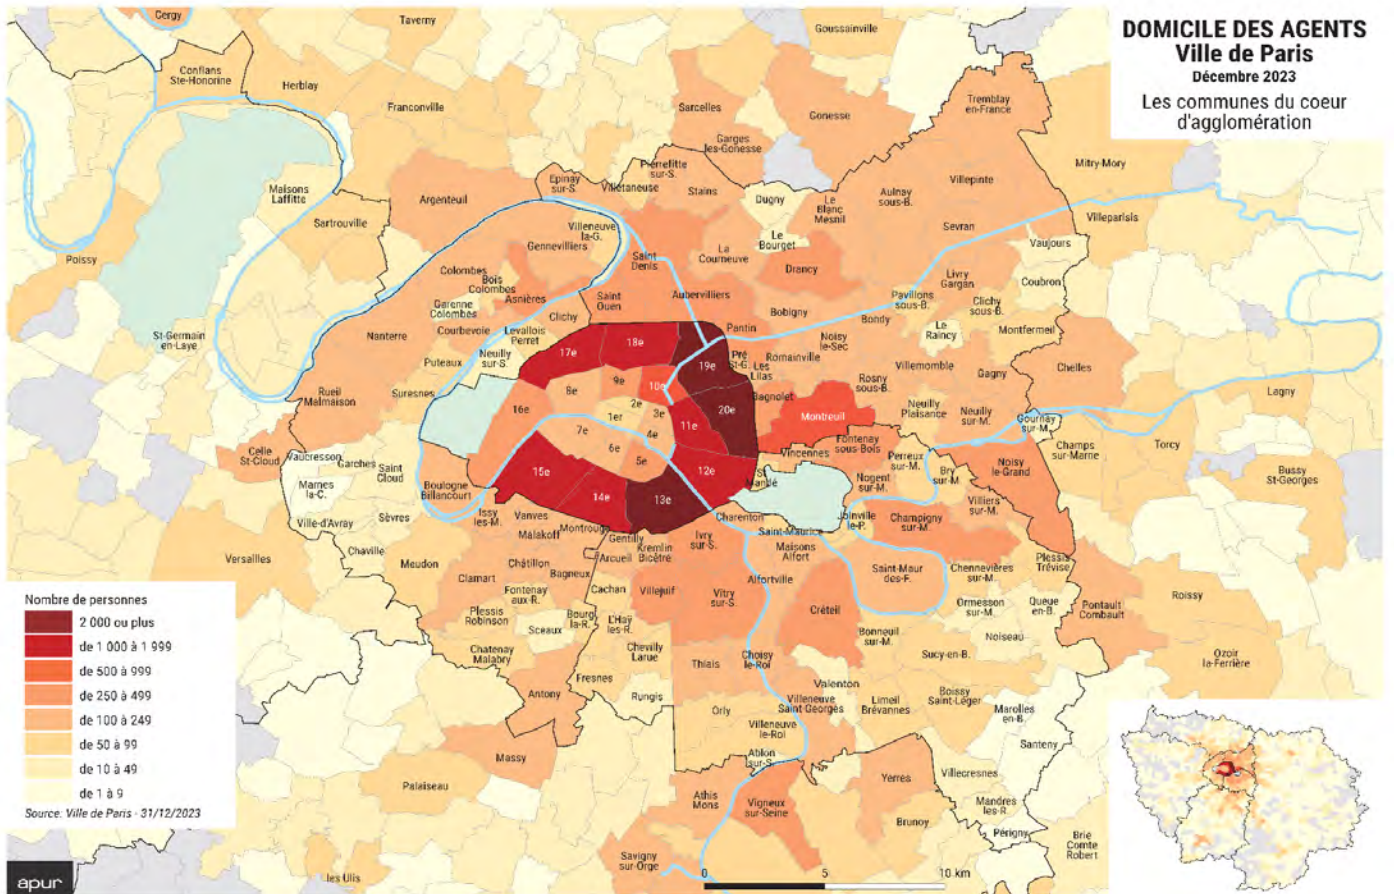 DOMICILE DES AGENTS
Ville de Paris
Décembre 2023
Les communes du coeur
d'agglomération
Cergy
Taverny
Goussainville
Conflans
Ste-Honorine
Herblay
Franconville
Sarcelles
Gonesse
Tremblay
en-France
Garges
les-Gonesse
Mitry-Mory
Maisons
Laffitte
Sartrouville
Argenteuil
Epinay
sur-S.
Villetaneuse
Pierrefitte
sur-S.
Stains
Dugny
Le
Blanc
Mesnil
Aulnay
sous-B.
Villepinte
Villeparisis
Poissy
Villeneuve
la-G.
Gennevilliers
Saint
Denis
La
Courneuve
Le
Bourget
Drancy
Sevran
Vaujours
Coubron
Colombes
Bois
Colombes
Garenne
Colombes
Asnières
Saint
Ouen
Aubervilliers
Bobigny
Pavillons
sous-B.
Livry
Gargan
Clichy
sous-B.
Montfermeil
St-Germain
en-Laye
Nanterre
Courbevoie
Clichy
Levallois
Perret
Pantin
Bondy
Noisy
le-Sec
Le
Raincy
Puteaux
Neuilly
sur-S.
17e
18e
19e
Pré
St-G.
Les
Lilas
Romainville
Villemomble
Gagny
Chelles
Rueil
Malmaison
Suresnes
16e
8e
9e
10e
2e
1er
3e
4e
7e
6e
5e
11e
20e
12e
15e
14e
13e
Bagnolet
Montreuil
Rosny
sous-B.
Neuilly
Plaisance
Neuilly
sur-M.
Gournay
sur-M.
Lagny
Champs
sur-Marne
Torcy
Bussy
St-Georges
Celle
St-Cloud
Vaucresson
Garches
Marnes
la-C.
Saint
Cloud
Ville-d'Avray
Sèvres
Boulogne
Billancourt
St
Mandé
Vincennes
Fontenay
sous-Bois
Perreux
sur-M.
Nogent
sur-M.
Bry
sur-M.
Noisy
le-Grand
Villiers
sur-M.
Issy
les-M.
Vanves
Malakoff
Montrouge
Gentilly
Kremlin
Bicêtre
Ivry
sur-S.
Charenton
Saint-Maurice
Joinville
le-P.
Champigny
sur-M.
Maisons
Alfort
Versailles
Chaville
Meudon
Clamart
Châtillon
Bagneux
Arcueil
Cachan
Villejuif
Vitry
sur-S.
Alfortville
Créteil
Saint-Maur
des-F.
Chennevières
sur-M.
Plessis
Trévise
Fontenay
aux-R.
Plessis
Robinson
Sceaux
Bourg
la-R.
L'Haÿ
les-R.
Chevilly
Larue
Chatenay
Malabry
Fresnes
Antony
Rungis
Thiais
Choisy
le-Roi
Bonneuil
sur-M.
Ormesson
sur-M.
Queue
en-B.
Noiseau
Sucy-en-B.
Pontault
Combault
Roissy
Ozoir
la-Ferrière
Orly
Villeneuve
le-Roi
Ablon
sur-S.
Valenton
Villeneuve
Saint-Georges
Limeil
Brévannes
Boissy
Saint-Léger
Marolles
en-B.
Santeny
Massy
Palaiseau
les Ulis
Athis
Mons
Vigneux
sur-Seine
Savigny
sur-Orge
Yerres
Brunoy
Villecresnes
Mandres
les-R.
Périgny
Brie
Comte
Robert
Nombre de personnes
2 000 ou plus
de 1 000 à 1 999
de 500 à 999
de 250 à 499
de 100 à 249
de 50 à 99
de 10 à 49
de 1 à 9
Source: Ville de Paris - 31/12/2023
apur
0
5
10 km